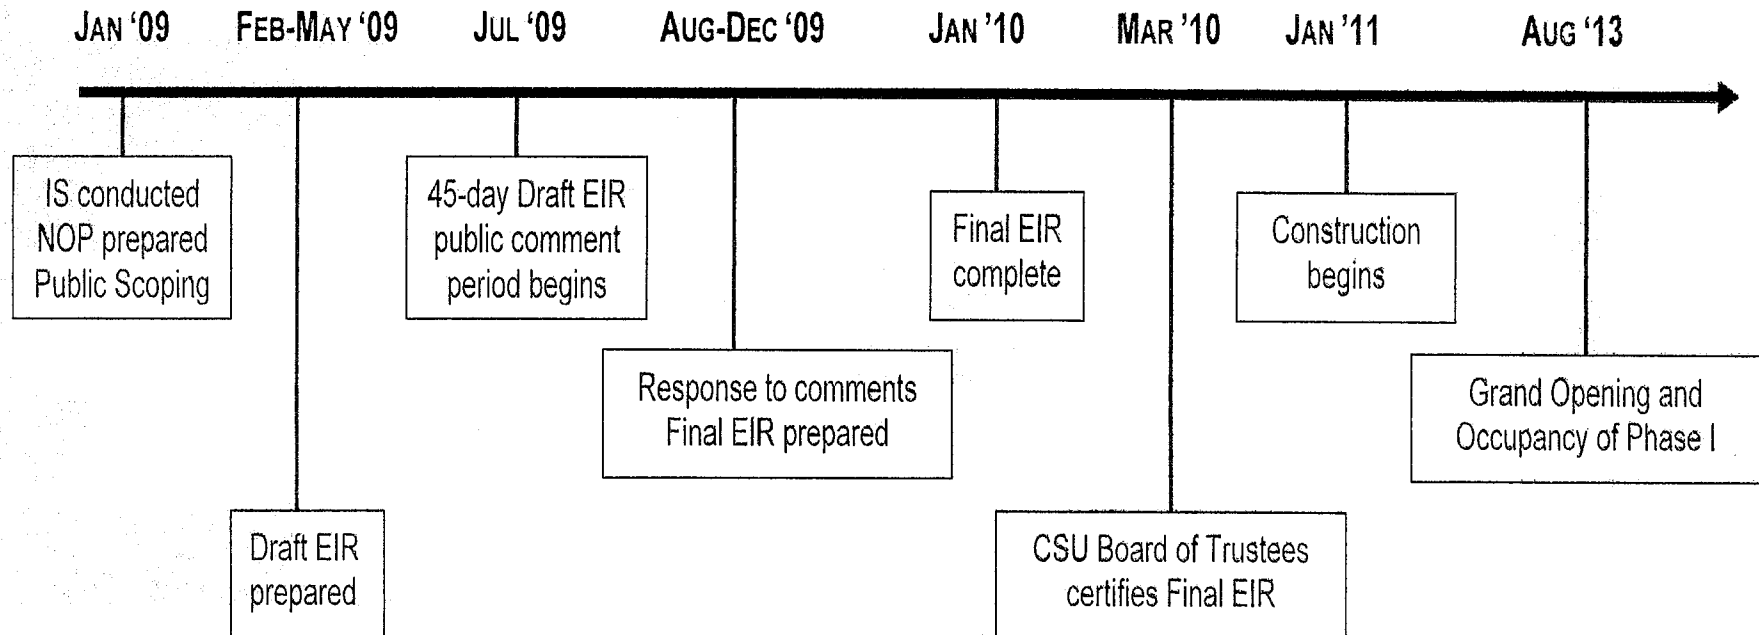 JAN ‘09 FEB-MAY ‘09 JUL ‘09 AUG-DEC ‘09 JAN ’10 MAR ’10 JAN ’11 AUG ‘13
IS conducted
NOP prepared
Public Scoping
45-day Draft EIR
public comment
period begins
Final EIR
complete
Construction
begins
Response to comments
Final EIR prepared
Grand Opening and
Occupancy of Phase I
Draft EIR
prepared
CSU Board of Trustees
certifies Final EIR